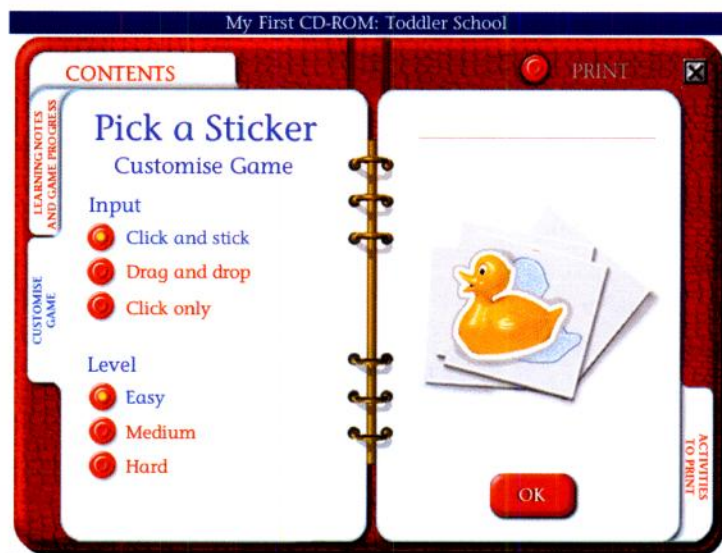 My First CD-ROM: Toddler School
CONTENTS
PRINT
LEARNING NOTES
AND GAME PROGRESS
CUSTOMISE
GAME
Pick a Sticker
Customise Game
Input
Click and stick
Drag and drop
Click only
Level
Easy
Medium
Hard
OK
ACTIVITIES
TO PRINT